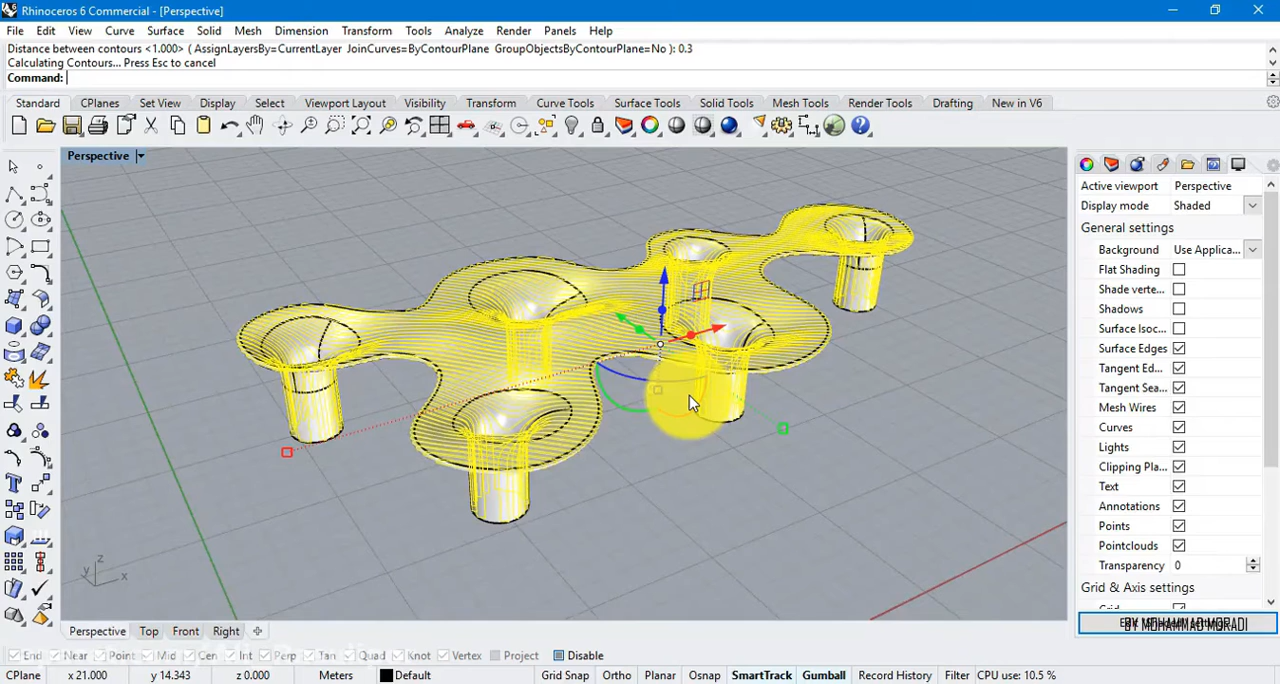 Rhinoceros 6 Commercial - [Perspective]
File Edit View Curve Surface Solid Mesh Dimension Transform Tools Analyze Render Panels Help
Distance between contours <1.000> ( AssignLayersBy=CurrentLayer JoinCurves=ByContourPlane GroupObjectsByContourPlane=No ): 0.3
Calculating Contours... Press Esc to cancel
Command:
Standard CPlanes Set View Display Select Viewport Layout Visibility Transform Curve Tools Surface Tools Solid Tools Mesh Tools Render Tools Drafting New in V6
Perspective
Active viewport Perspective
Display mode Shaded
General settings
Background Use Applica...
Flat Shading
Shade verte...
Shadows
Surface Isoc...
Surface Edges
Tangent Ed...
Tangent Sea...
Mesh Wires
Curves
Lights
Clipping Pla...
Text
Annotations
Points
Pointclouds
Transparency 0
Grid & Axis settings
BY MOHAMMAD MORADI
z
y
x
Perspective Top Front Right
End Near Point Mid Cen Int Perp Tan Quad Knot Vertex Project Disable
CPlane x 21.000 y 14.343 z 0.000 Meters Default Grid Snap Ortho Planar Osnap SmartTrack Gumball Record History Filter CPU use: 10.5 %